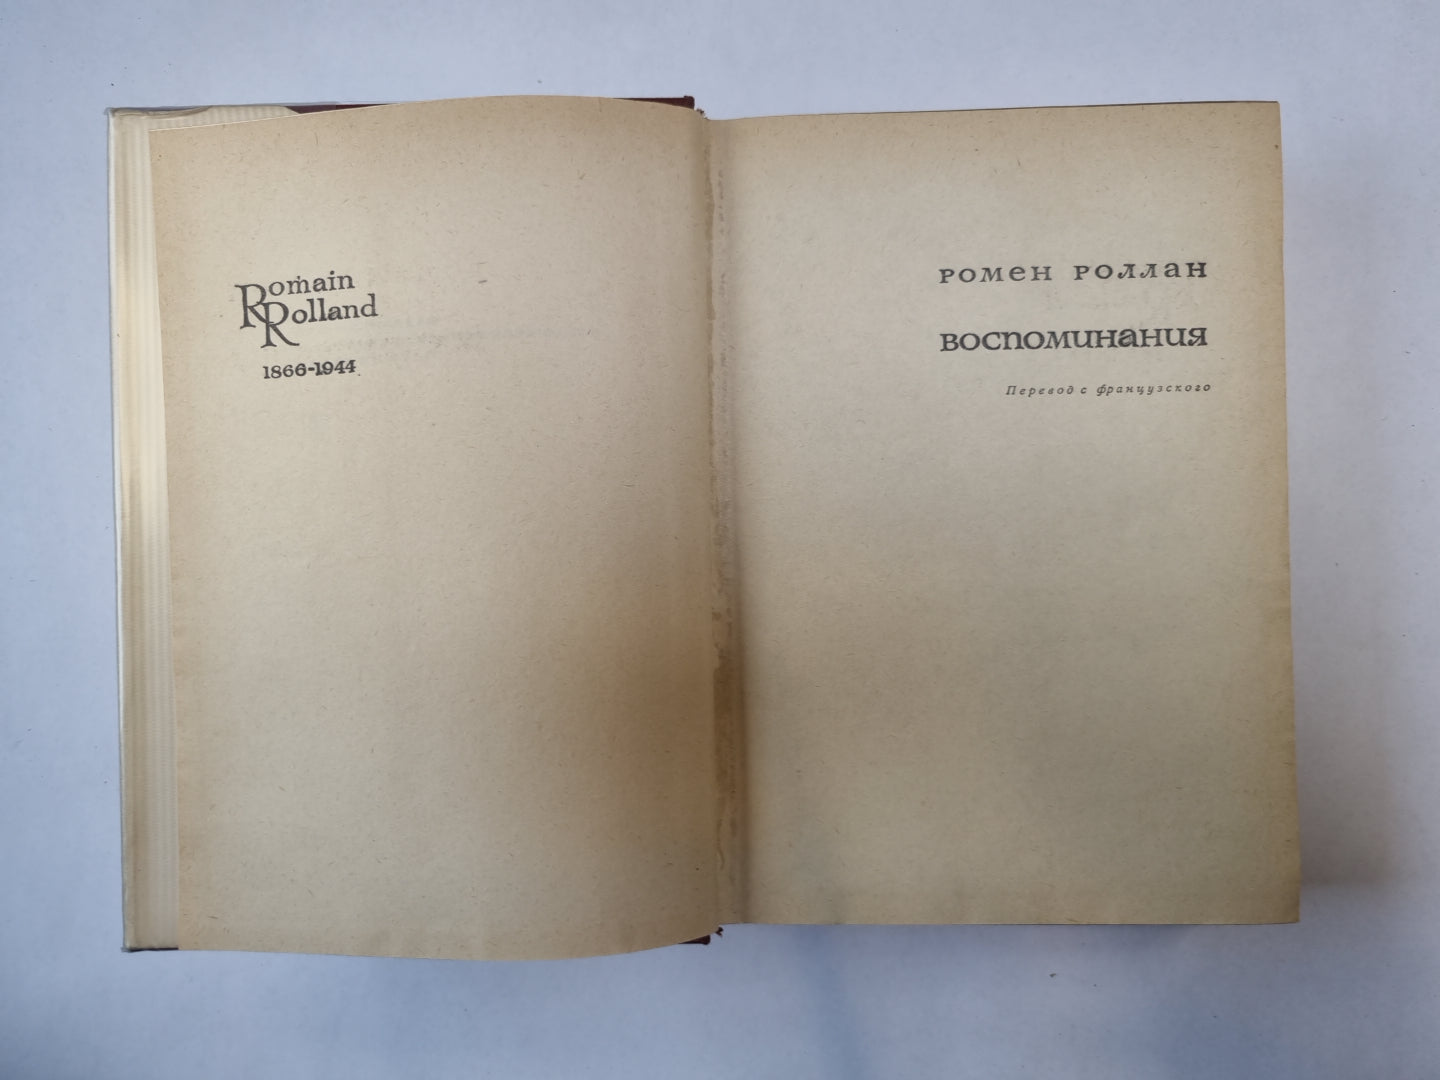 Romain
Rolland
1866-1944
РОМЕН РОЛЛАН
ВОСПОМИНАНИЯ
Перевод с французского